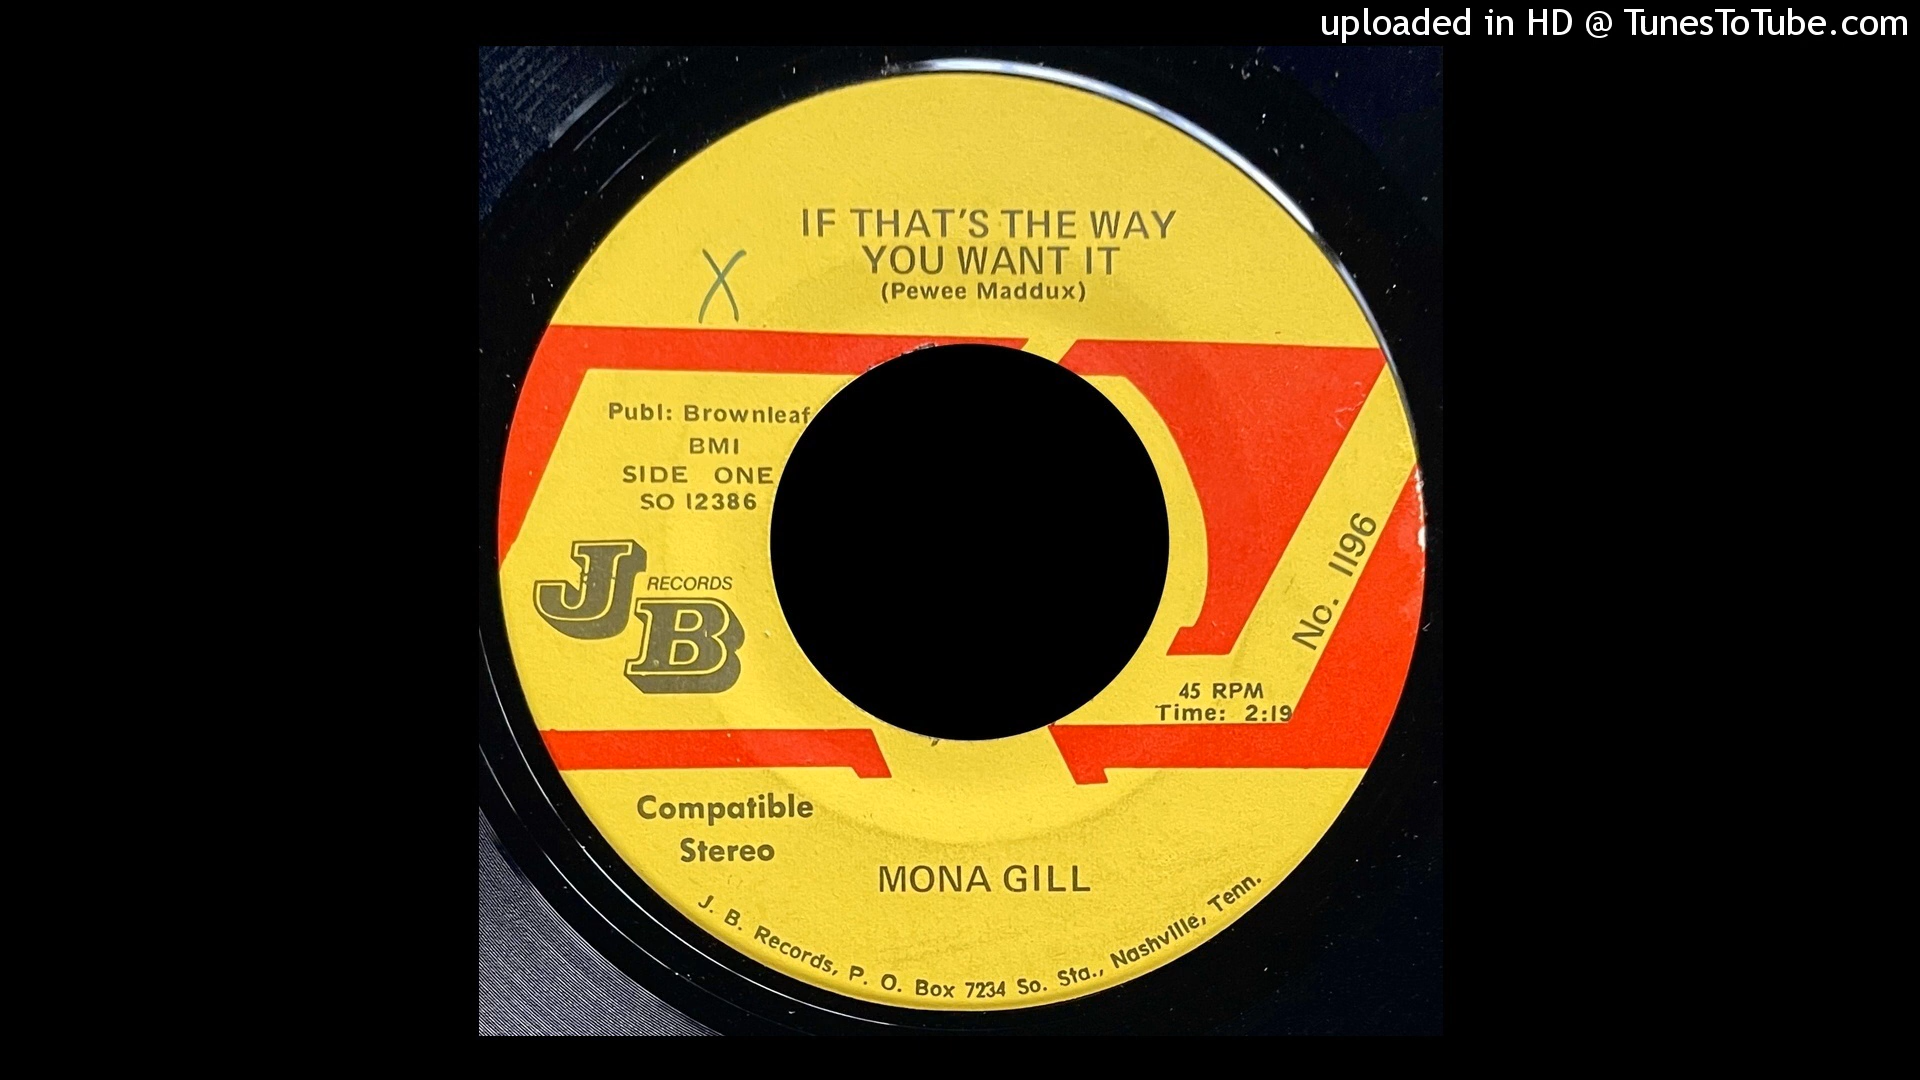 uploaded in HD @ TunesToTube.com
IF THAT'S THE WAY
YOU WANT IT
(Pewee Maddux)
X
Publ: Brownleaf
BMI
SIDE ONE
SO 12386
J RECORDS
B
No. 1196
45 RPM
Time: 2:19
Compatible
Stereo
MONA GILL
J. B. Records, P. O. Box 7234 So. Sta., Nashville, Tenn.